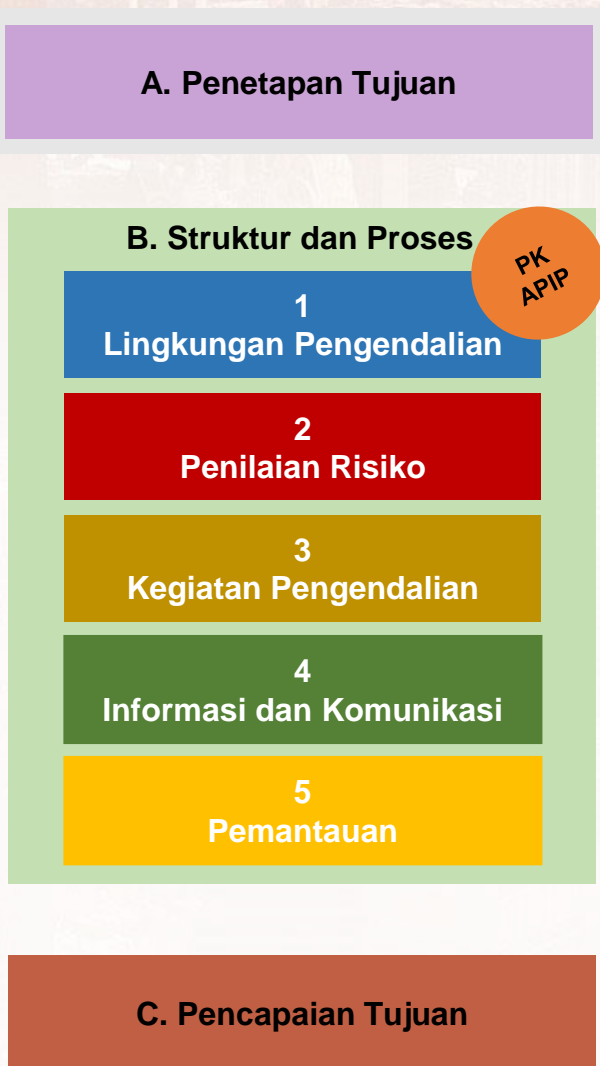 A. Penetapan Tujuan
B. Struktur dan Proses
PK
APIP
1
Lingkungan Pengendalian
2
Penilaian Risiko
3
Kegiatan Pengendalian
4
Informasi dan Komunikasi
5
Pemantauan
C. Pencapaian Tujuan